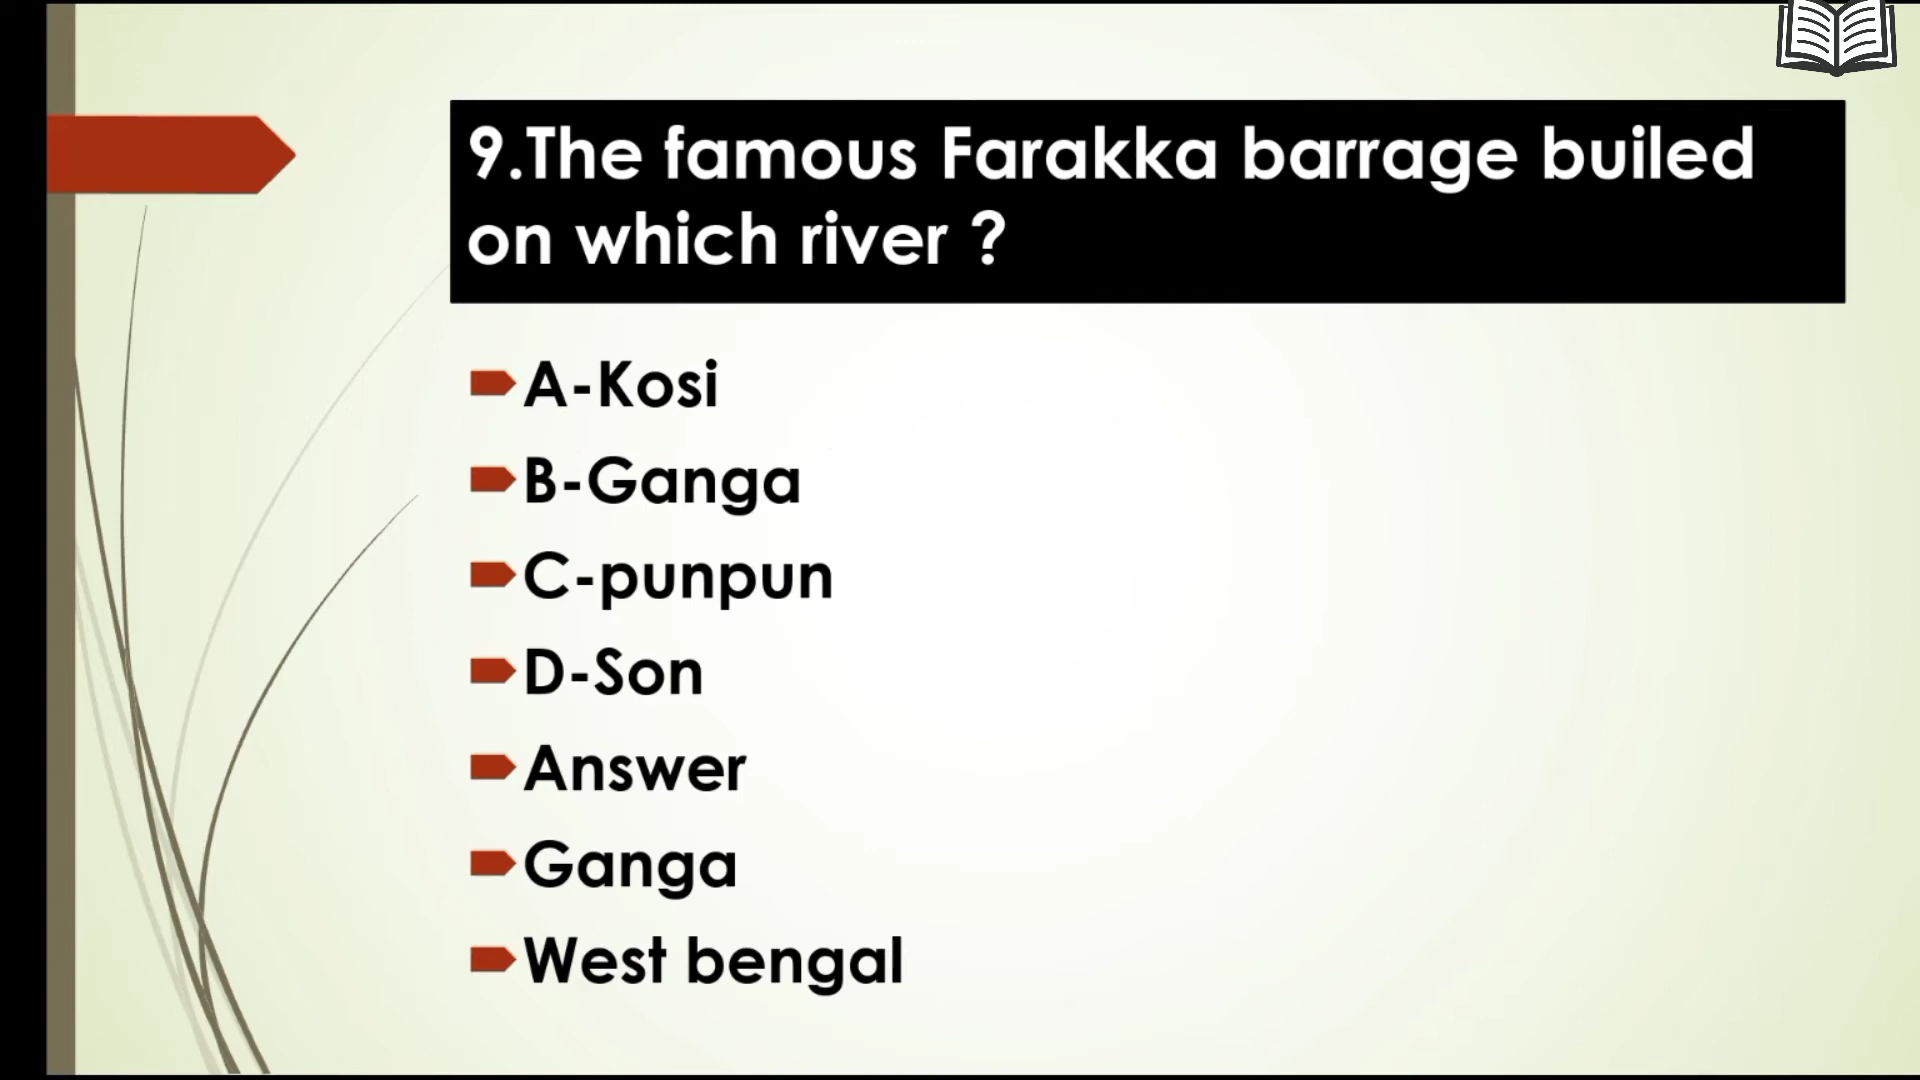 9.The famous Farakka barrage builed
on which river ?
A-Kosi
B-Ganga
C-punpun
D-Son
Answer
Ganga
West bengal